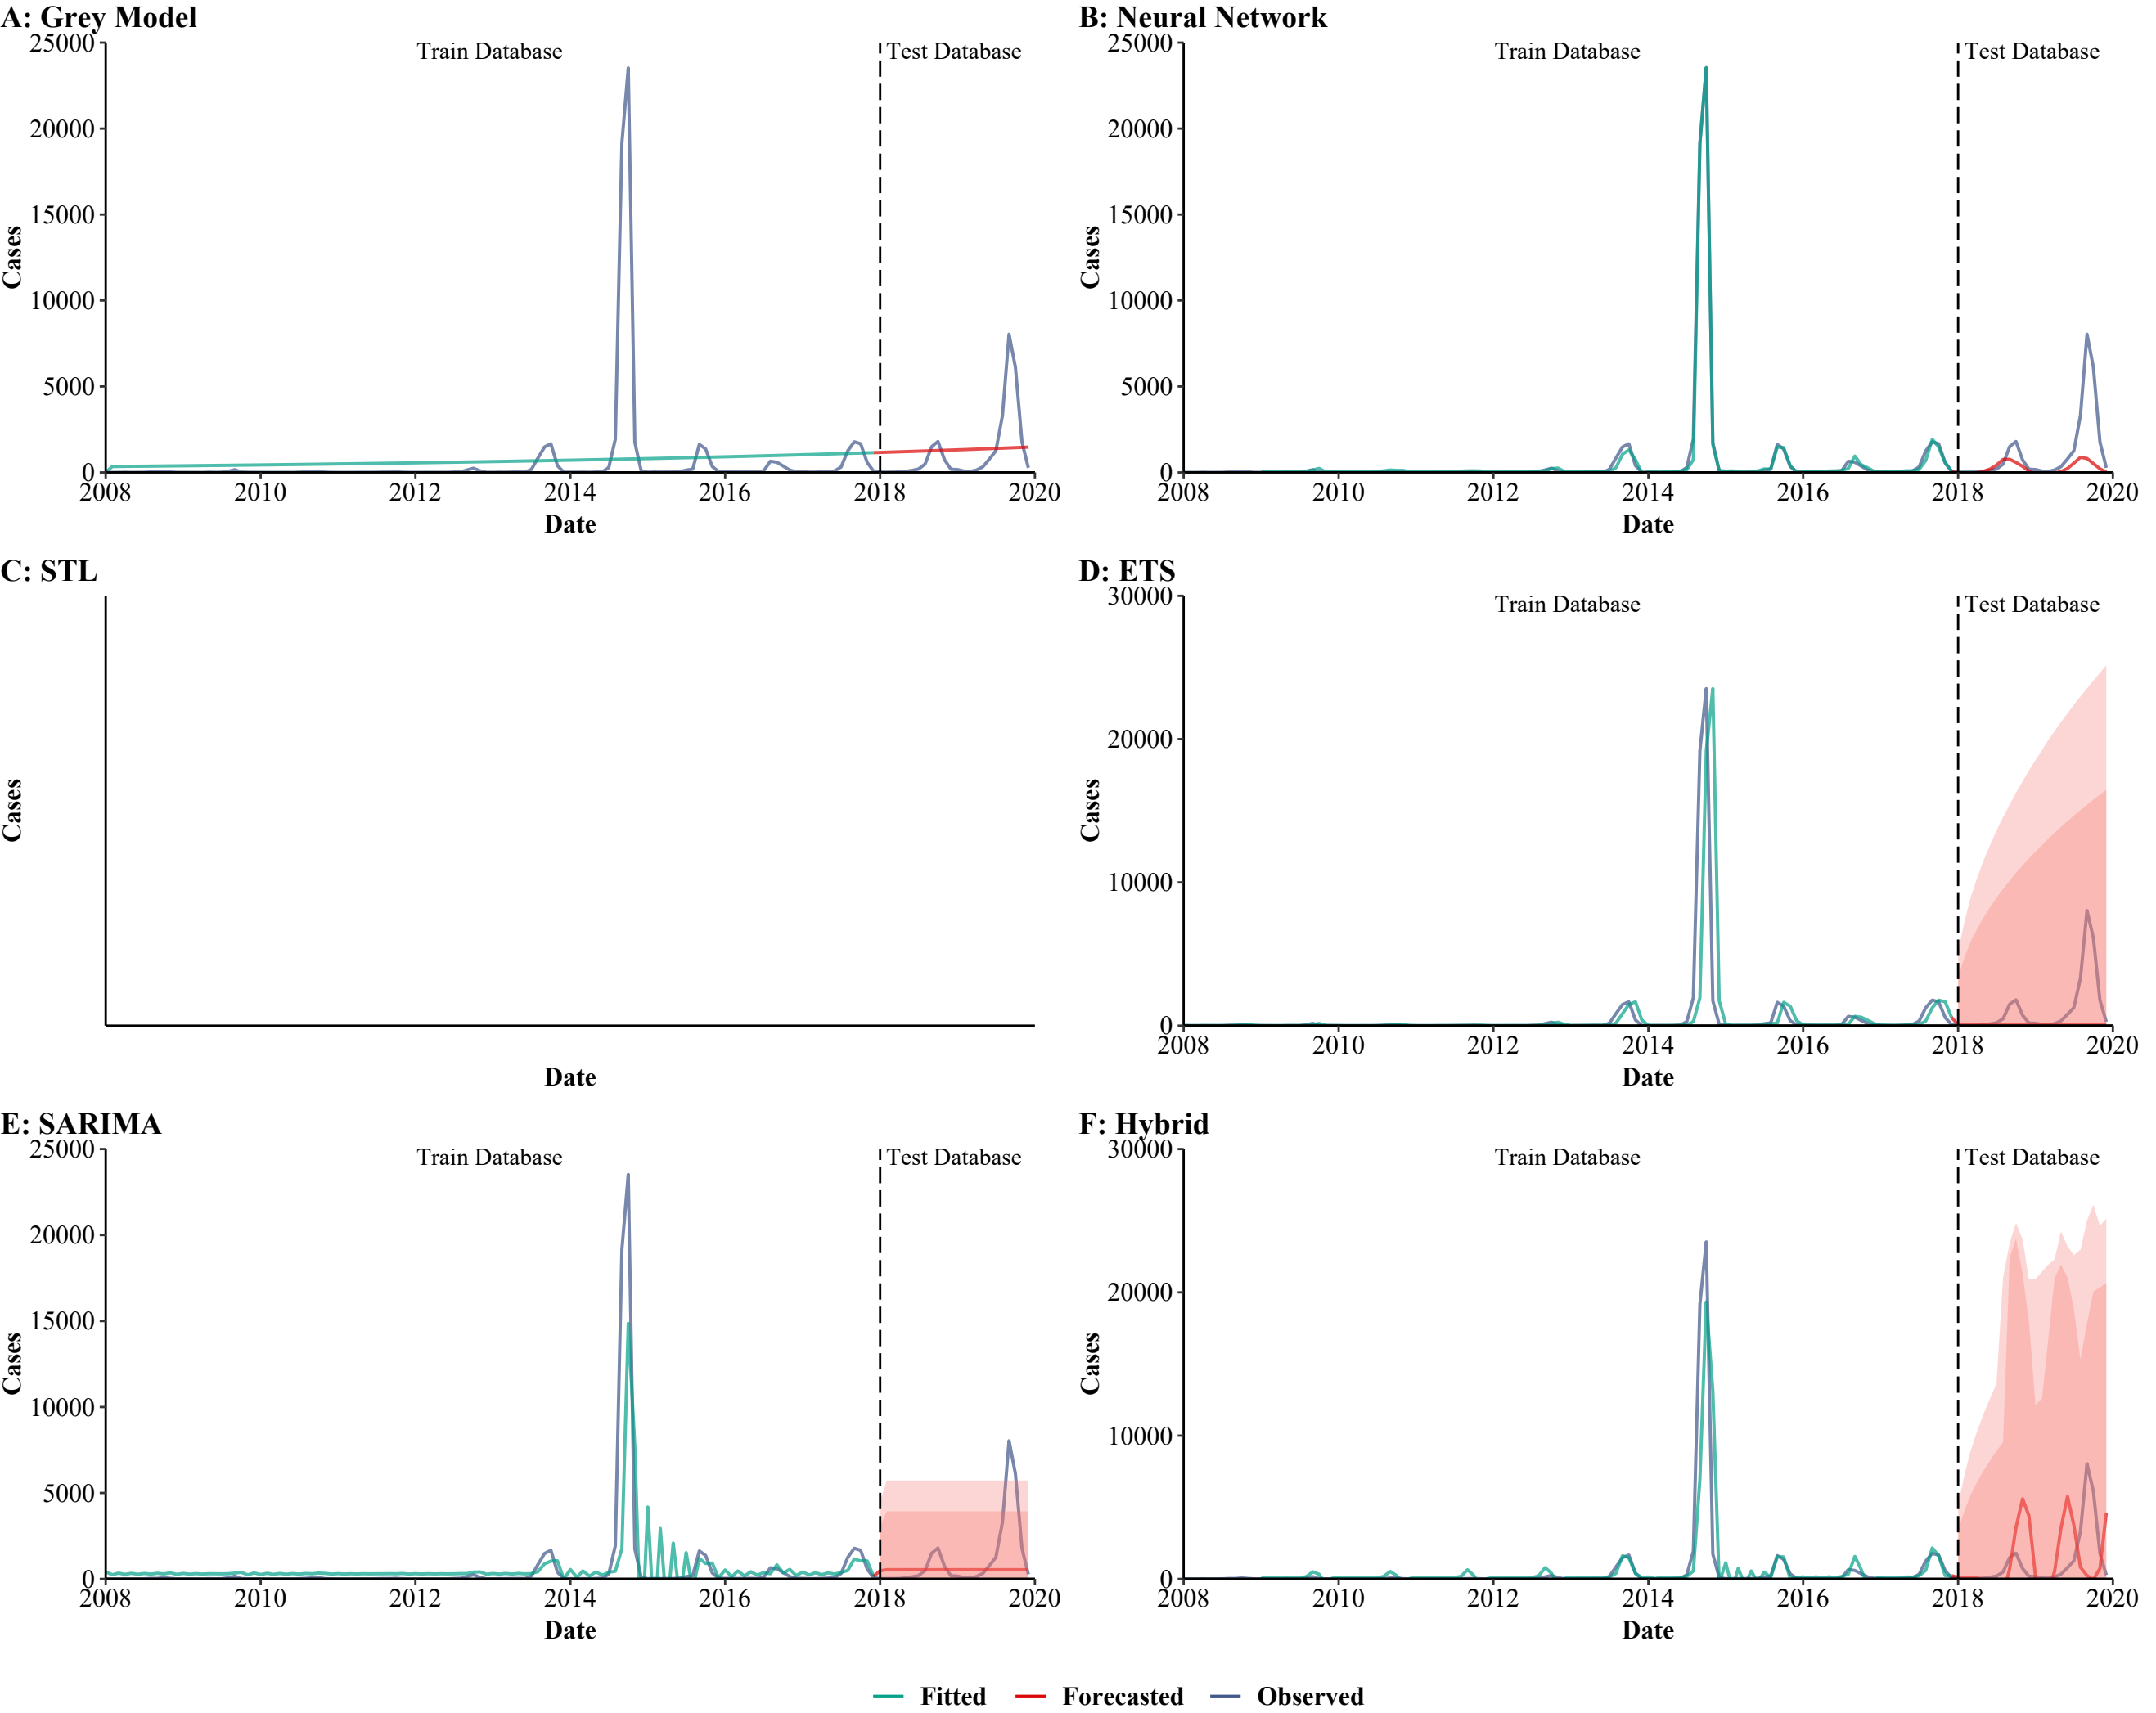 A: Grey Model
25000
20000
15000
10000
5000
0
Train Database
Test Database
Cases
2008 2010 2012 2014 2016 2018 2020
Date
B: Neural Network
25000
20000
15000
10000
5000
0
Train Database
Test Database
Cases
2008 2010 2012 2014 2016 2018 2020
Date
C: STL
Cases
Date
D: ETS
30000
20000
10000
0
Train Database
Test Database
Cases
2008 2010 2012 2014 2016 2018 2020
Date
E: SARIMA
25000
20000
15000
10000
5000
0
Train Database
Test Database
Cases
2008 2010 2012 2014 2016 2018 2020
Date
F: Hybrid
30000
20000
10000
0
Train Database
Test Database
Cases
2008 2010 2012 2014 2016 2018 2020
Date
Fitted Forecasted Observed